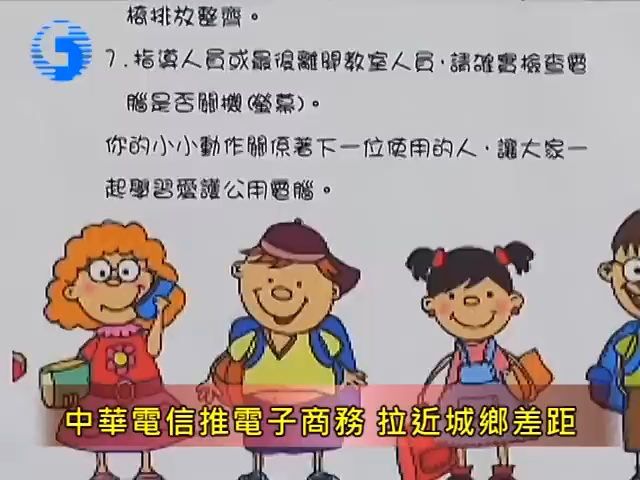 椅排放整齊。
7.指導人員或最後離開教室人員,請確實檢查電
腦是否關機(螢幕)。
你的小小動作關係著下一位使用的人,讓大家一
起學習愛護公用電腦。
中華電信推電子商務 拉近城鄉差距